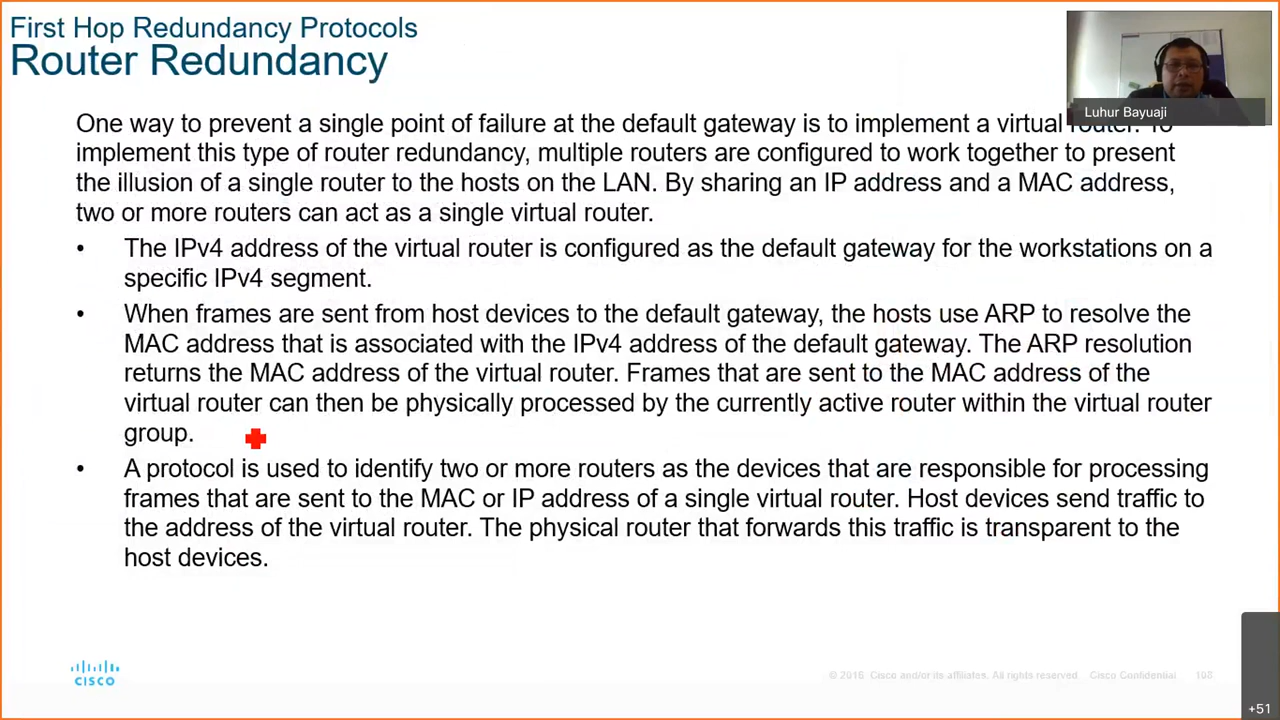 First Hop Redundancy Protocols
Router Redundancy
Luhur Bayuaji
One way to prevent a single point of failure at the default gateway is to implement a virtual router. To
implement this type of router redundancy, multiple routers are configured to work together to present
the illusion of a single router to the hosts on the LAN. By sharing an IP address and a MAC address,
two or more routers can act as a single virtual router.
• The IPv4 address of the virtual router is configured as the default gateway for the workstations on a
specific IPv4 segment.
• When frames are sent from host devices to the default gateway, the hosts use ARP to resolve the
MAC address that is associated with the IPv4 address of the default gateway. The ARP resolution
returns the MAC address of the virtual router. Frames that are sent to the MAC address of the
virtual router can then be physically processed by the currently active router within the virtual router
group.
• A protocol is used to identify two or more routers as the devices that are responsible for processing
frames that are sent to the MAC or IP address of a single virtual router. Host devices send traffic to
the address of the virtual router. The physical router that forwards this traffic is transparent to the
host devices.
CISCO
© 2016 Cisco and/or its affiliates. All rights reserved. Cisco Confidential 108
+51